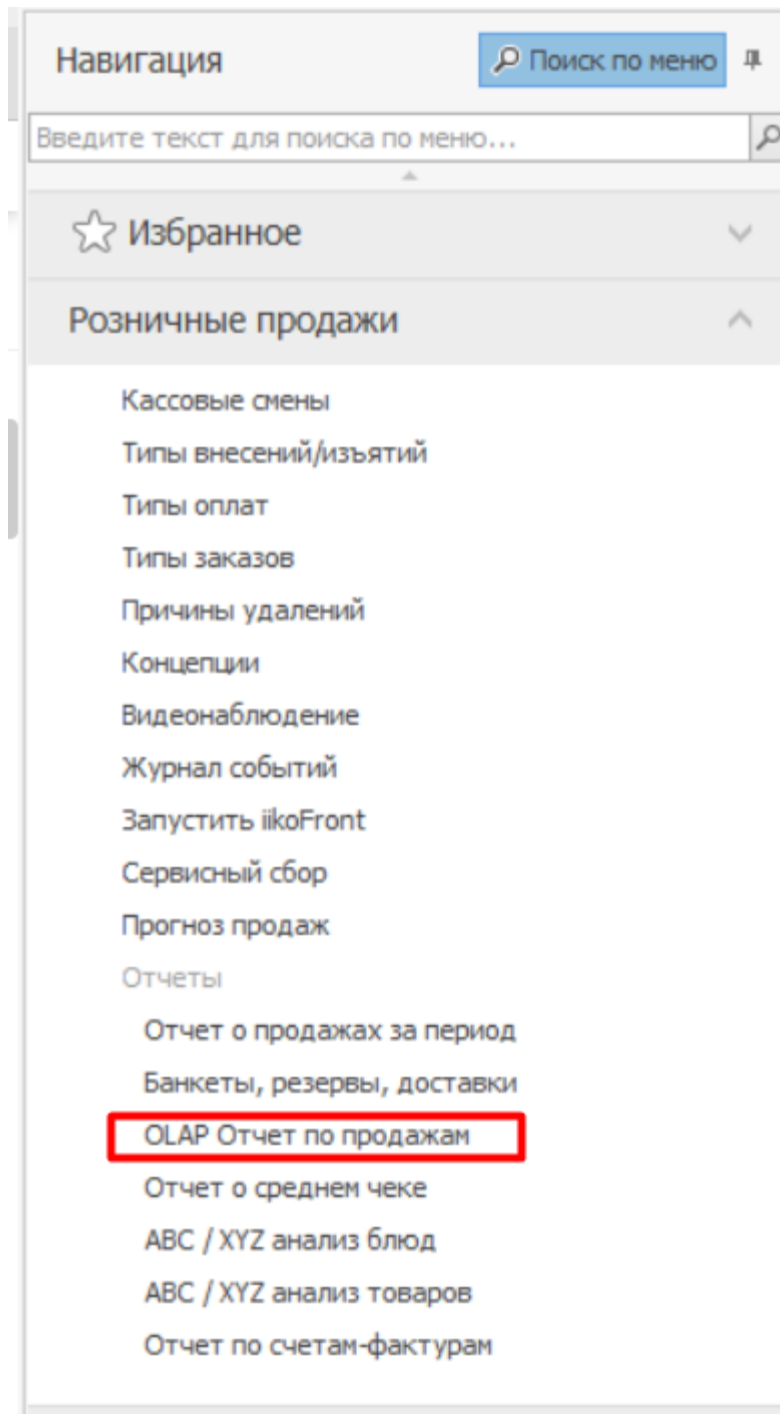 Навигация
Поиск по меню
Введите текст для поиска по меню...
Избранное
Розничные продажи
Кассовые смены
Типы внесений/изъятий
Типы оплат
Типы заказов
Причины удалений
Концепции
Видеонаблюдение
Журнал событий
Запустить iikoFront
Сервисный сбор
Прогноз продаж
Отчеты
Отчет о продажах за период
Банкеты, резервы, доставки
OLAP Отчет по продажам
Отчет о среднем чеке
ABC / XYZ анализ блюд
ABC / XYZ анализ товаров
Отчет по счетам-фактурам